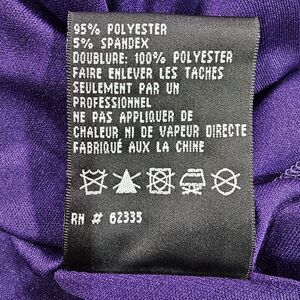 95% POLYESTER
5% SPANDEX
DOUBLURE: 100% POLYESTER
FAIRE ENLEVER LES TACHES
SEULEMENT PAR UN
PROFESSIONNEL
NE PAS APPLIQUER DE
CHALEUR NI DE VAPEUR DIRECTE
FABRIQUÉ AUX LA CHINE
RN # 62335